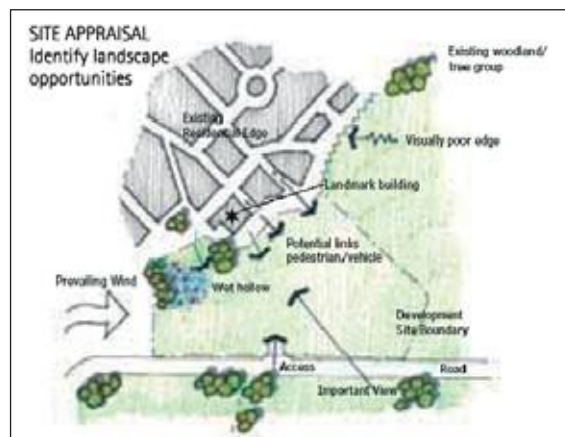 SITE APPRAISAL
Identify landscape
opportunities
Existing woodland/
tree group
Existing
Residential Edge
Visually poor edge
Landmark building
Potential links
pedestrian/vehicle
Prevailing Wind
Wet hollow
Development
Site Boundary
Access
Road
Important View